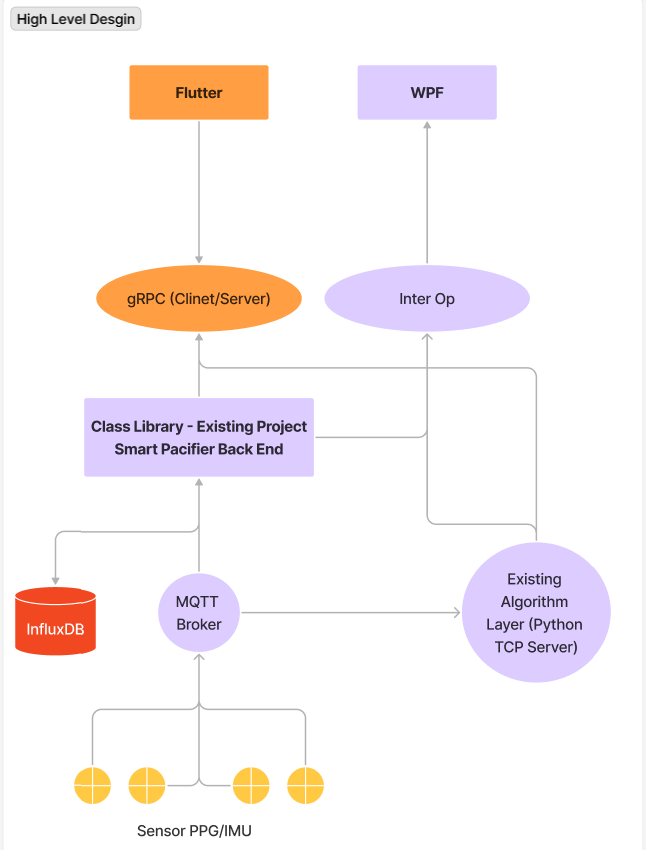 High Level Desgin
Flutter
WPF
gRPC (Clinet/Server)
Inter Op
Class Library - Existing Project
Smart Pacifier Back End
MQTT
Broker
Existing
Algorithm
Layer (Python
TCP Server)
InfluxDB
Sensor PPG/IMU